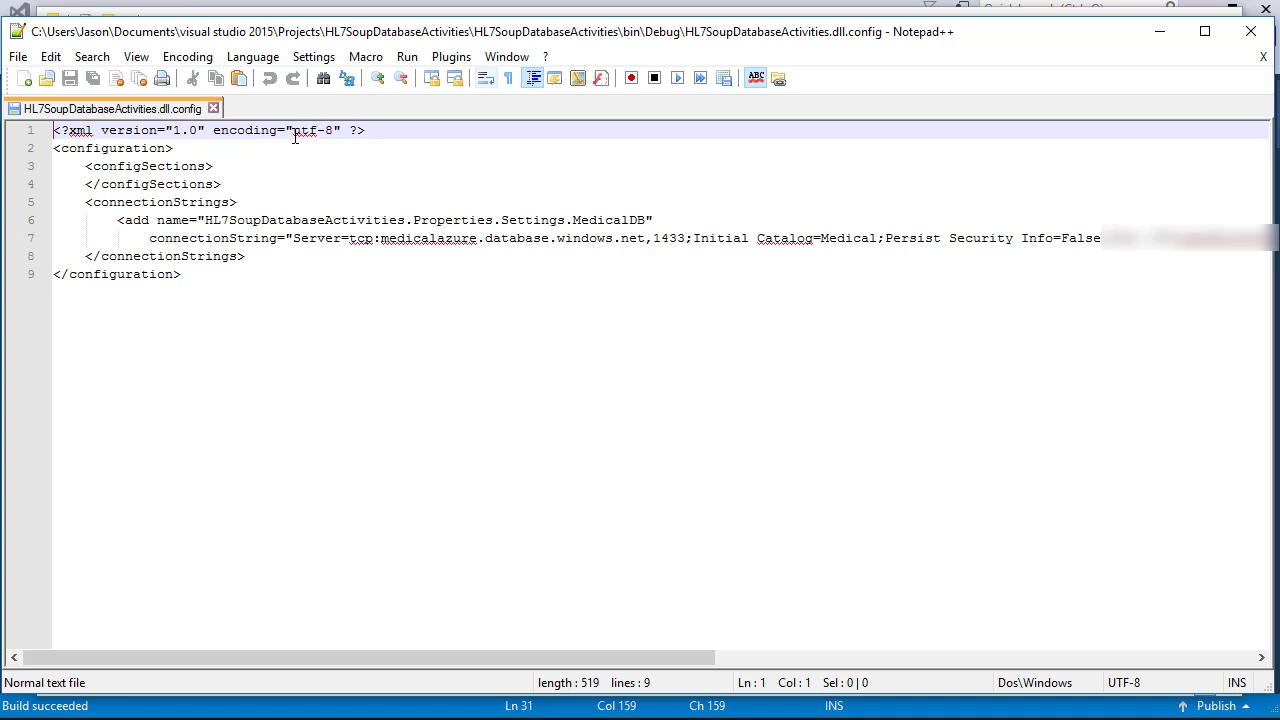 C:\Users\Jason\Documents\visual studio 2015\Projects\HL7SoupDatabaseActivities\HL7SoupDatabaseActivities\bin\Debug\HL7SoupDatabaseActivities.dll.config - Notepad++
File Edit Search View Encoding Language Settings Macro Run Plugins Window ? X
ABC
HL7SoupDatabaseActivities.dll.config
1 <?xml version="1.0" encoding="utf-8" ?>
2 <configuration>
3 <configSections>
4 </configSections>
5 <connectionStrings>
6 <add name="HL7SoupDatabaseActivities.Properties.Settings.MedicalDB"
7 connectionString="Server=tcp:medicalazure.database.windows.net,1433;Initial Catalog=Medical;Persist Security Info=False
8 </connectionStrings>
9 </configuration>
Normal text file length : 519 lines : 9 Ln : 1 Col : 1 Sel : 0 | 0 Dos\Windows UTF-8 INS
Build succeeded Ln 31 Col 159 Ch 159 INS Publish